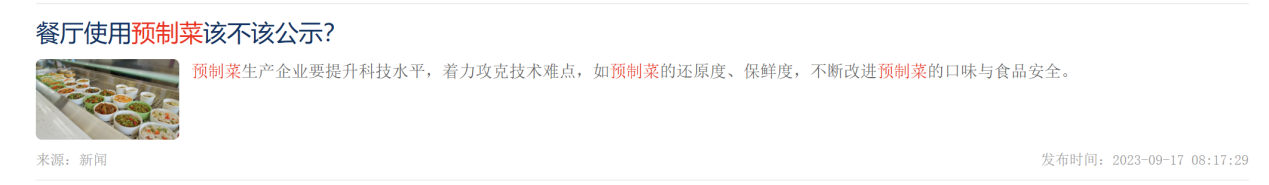 餐厅使用预制菜该不该公示？
预制菜生产企业要提升科技水平，着力攻克技术难点，如预制菜的还原度、保鲜度，不断改进预制菜的口味与食品安全。
来源：新闻
发布时间：2023-09-17 08:17:29